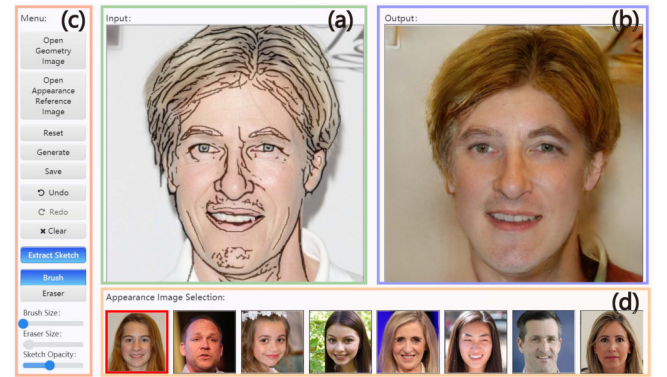 Menu: (c)
Open
Geometry
Image
Open
Appearance
Reference
Image
Reset
Generate
Save
Undo
Redo
Clear
Extract Sketch
Brush
Eraser
Brush Size:
Eraser Size:
Sketch Opacity:
Input: (a)
Output: (b)
Appearance Image Selection: (d)